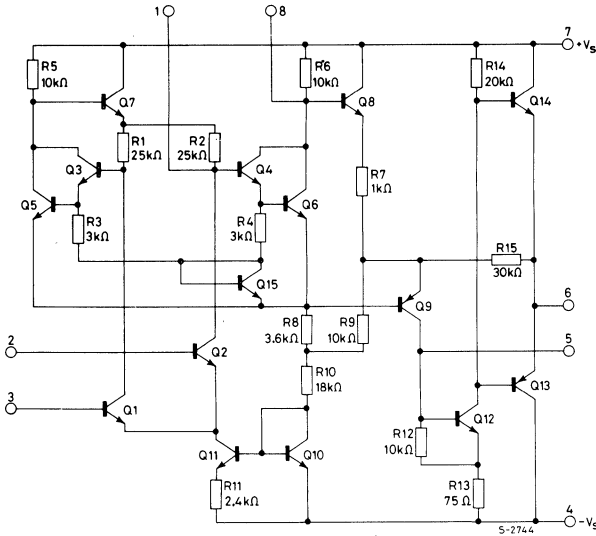 1
8
7
+Vs
R5
10kΩ
R6
10kΩ
R14
20kΩ
Q7
Q8
Q14
R1
25kΩ
R2
25kΩ
Q3
Q4
R7
1kΩ
Q5
Q6
R3
3kΩ
R4
3kΩ
R15
30kΩ
Q15
Q9
6
R8
3.6kΩ
R9
10kΩ
5
2
Q2
R10
18kΩ
3
Q1
Q13
Q12
Q11
Q10
R12
10kΩ
R11
2,4kΩ
R13
75Ω
4
-Vs
S-2744